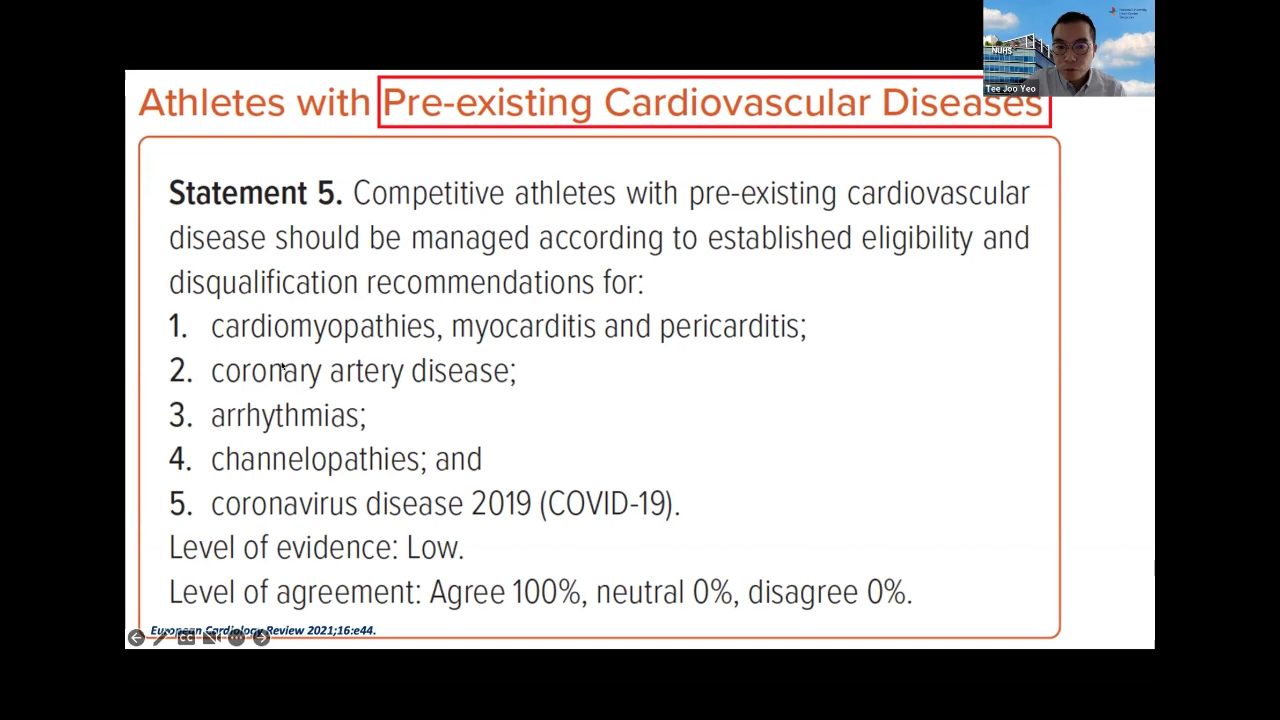 NUHS
Tee Joo Yeo
Athletes with Pre-existing Cardiovascular Diseases
Statement 5. Competitive athletes with pre-existing cardiovascular
disease should be managed according to established eligibility and
disqualification recommendations for:
1. cardiomyopathies, myocarditis and pericarditis;
2. coronary artery disease;
3. arrhythmias;
4. channelopathies; and
5. coronavirus disease 2019 (COVID-19).
Level of evidence: Low.
Level of agreement: Agree 100%, neutral 0%, disagree 0%.
European Cardiology Review 2021;16:e44.
CC